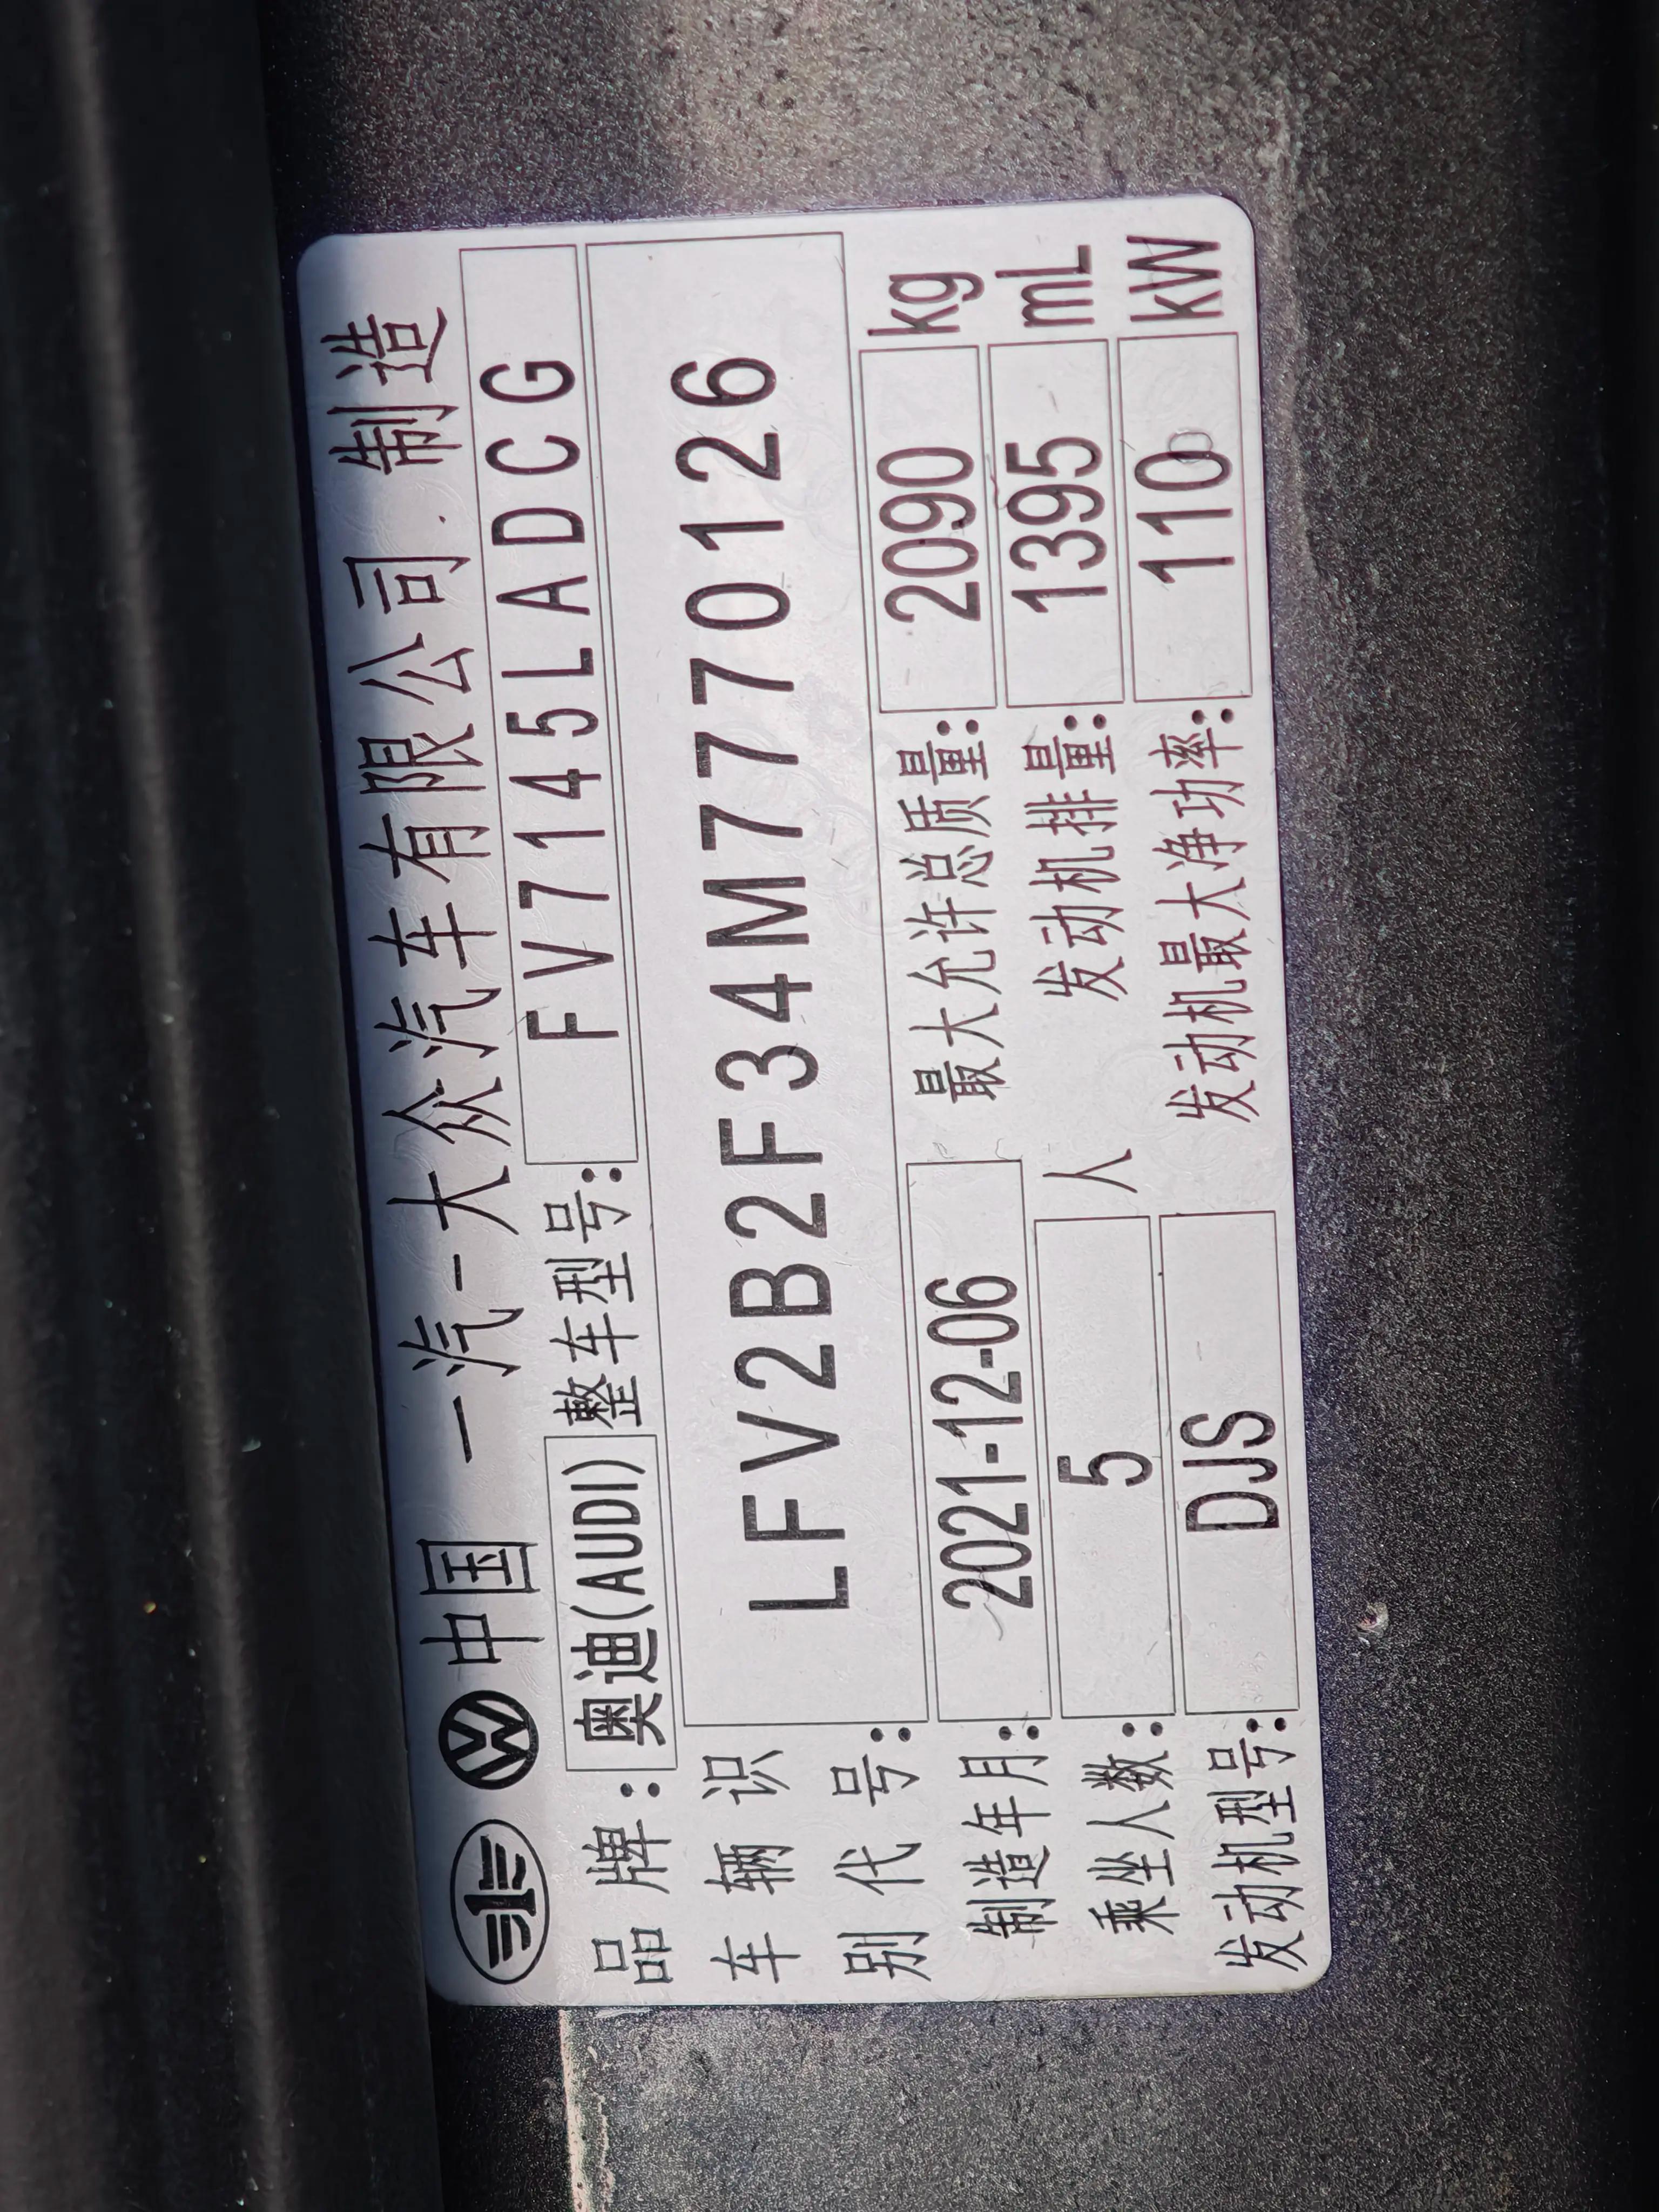 中国 一汽-大众汽车有限公司 制造
品牌: 奥迪(AUDI) 整车型号: FV7145LADCG
车辆识别代号: LFV2B2F34M7770126
制造年月: 2021-12-06 最大允许总质量: 2090 kg
乘坐人数: 5 人 发动机排量: 1395 mL
发动机型号: DJS 发动机最大净功率: 110 kW